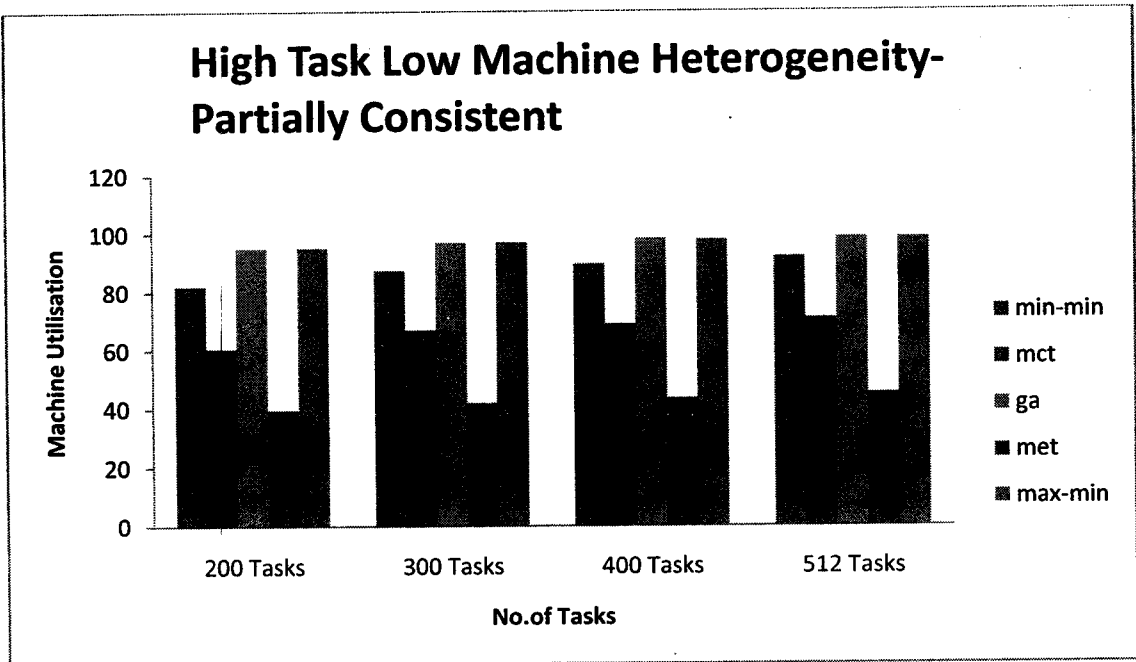 High Task Low Machine Heterogeneity-
Partially Consistent
120
100
80
60
40
20
0
Machine Utilisation
200 Tasks
300 Tasks
400 Tasks
512 Tasks
No.of Tasks
min-min
mct
ga
met
max-min